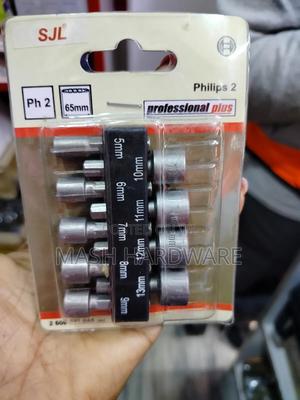 SJL
Philips 2
Ph 2
65mm
professional plus
5mm
10mm
6mm
11mm
7mm
12mm
8mm
13mm
9mm
MASH HARDWARE